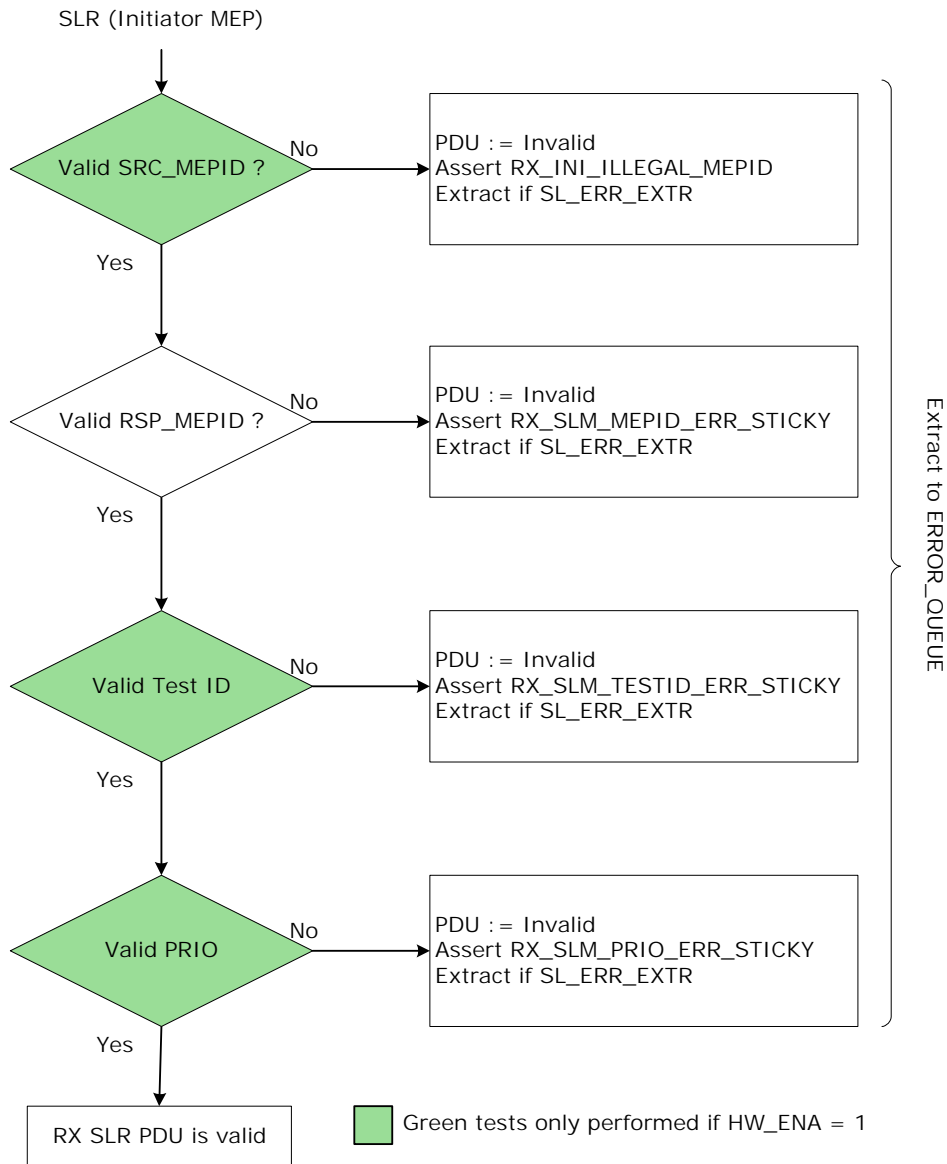 SLR (Initiator MEP)
Valid SRC_MEPID ?
No
PDU := Invalid
Assert RX_INI_ILLEGAL_MEPID
Extract if SL_ERR_EXTR
Yes
Valid RSP_MEPID ?
No
PDU := Invalid
Assert RX_SLM_MEPID_ERR_STICKY
Extract if SL_ERR_EXTR
Yes
Valid Test ID
No
PDU := Invalid
Assert RX_SLM_TESTID_ERR_STICKY
Extract if SL_ERR_EXTR
Yes
Valid PRIO
No
PDU := Invalid
Assert RX_SLM_PRIO_ERR_STICKY
Extract if SL_ERR_EXTR
Yes
RX SLR PDU is valid
Extract to ERROR_QUEUE
Green tests only performed if HW_ENA = 1